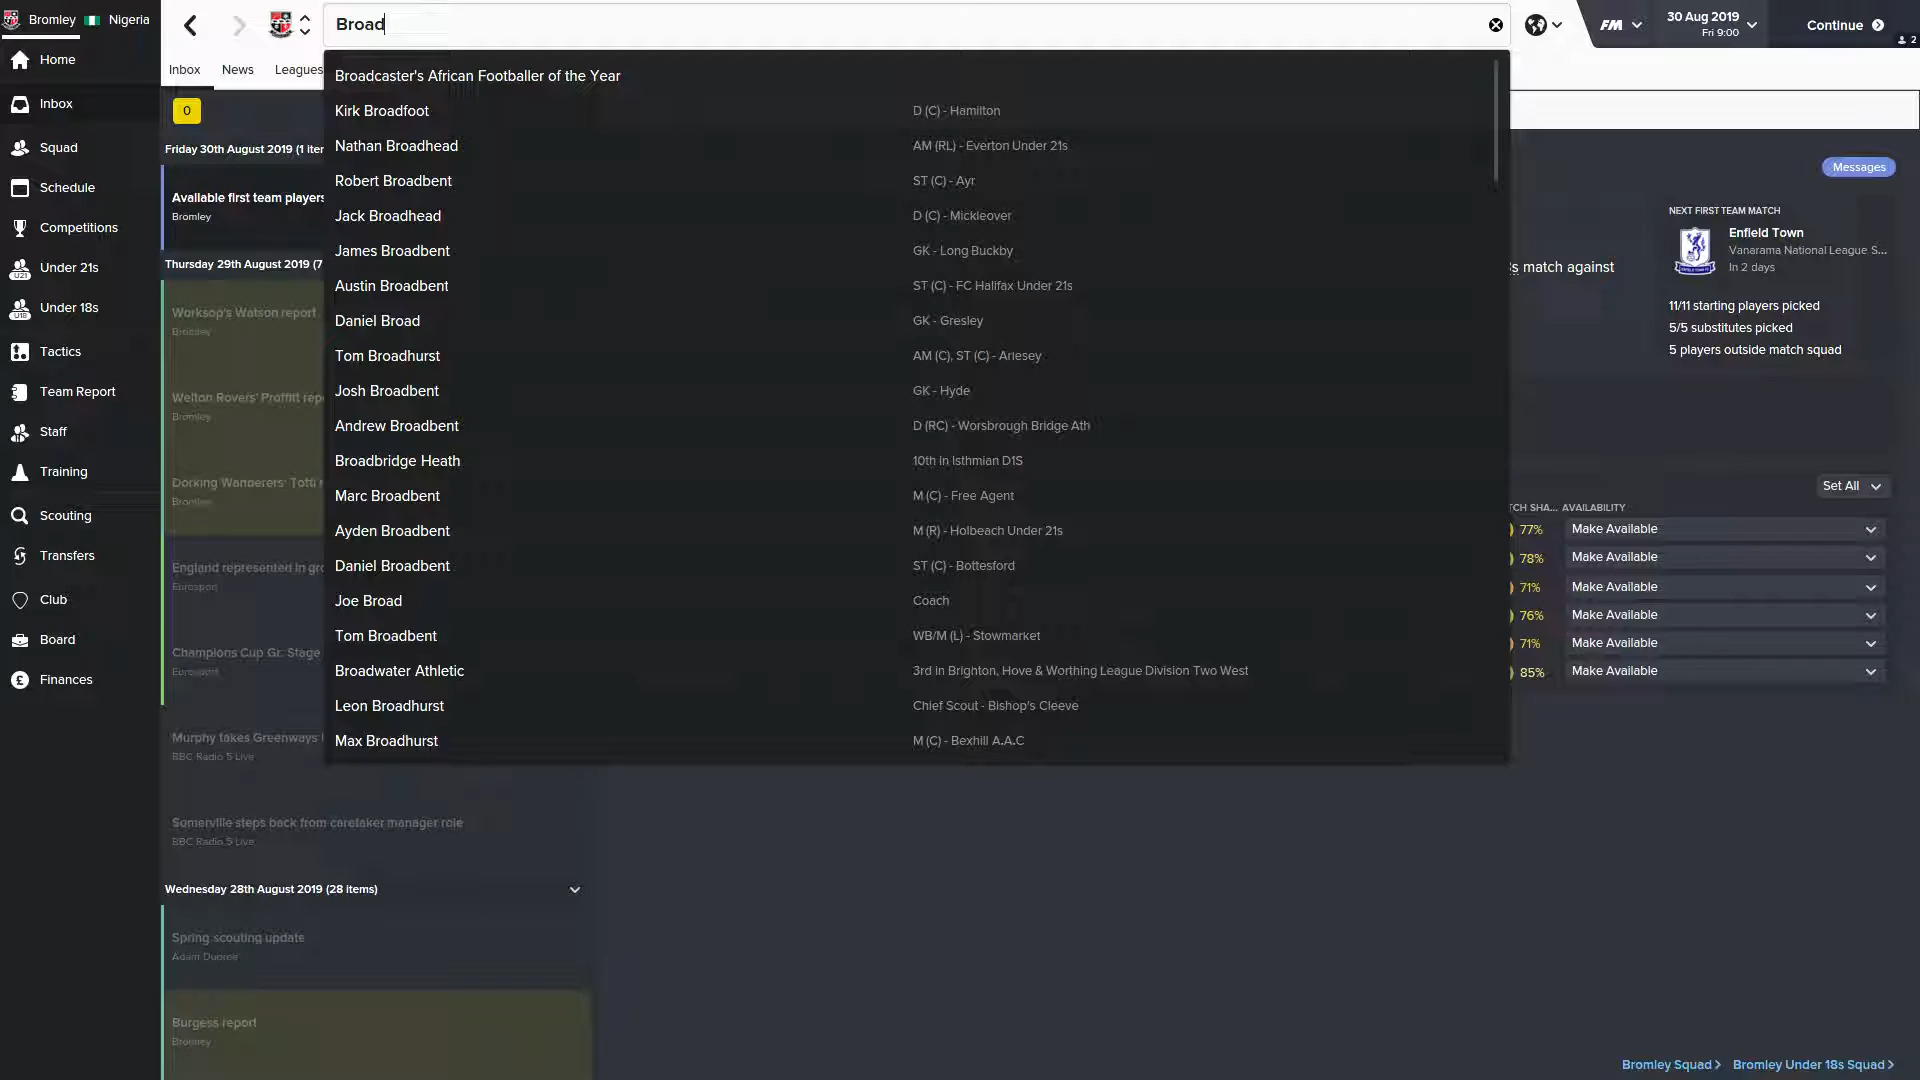 Bromley Nigeria
Broad
FM
30 Aug 2019
Fri 9:00
Continue
2
Home
Inbox
Squad
Schedule
Competitions
Under 21s
Under 18s
Tactics
Team Report
Staff
Training
Scouting
Transfers
Club
Board
Finances
Inbox News Leagues
0
Friday 30th August 2019 (1 iter
Available first team players
Bromley
Thursday 29th August 2019 (7
Worksop's Watson report
Bromley
Welton Rovers' Proffitt rep
Bromley
Dorking Wanderers' Totti r
Bromley
England represented in gro
Eurosport
Champions Cup Gr. Stage
Eurosport
Murphy takes Greenways
BBC Radio 5 Live
Somerville steps back from caretaker manager role
BBC Radio 5 Live
Wednesday 28th August 2019 (28 items)
Spring scouting update
Adam Dupree
Burgess report
Bromley
Broadcaster's African Footballer of the Year
Kirk Broadfoot D (C) - Hamilton
Nathan Broadhead AM (RL) - Everton Under 21s
Robert Broadbent ST (C) - Ayr
Jack Broadhead D (C) - Mickleover
James Broadbent GK - Long Buckby
Austin Broadbent ST (C) - FC Halifax Under 21s
Daniel Broad GK - Gresley
Tom Broadhurst AM (C), ST (C) - Arlesey
Josh Broadbent GK - Hyde
Andrew Broadbent D (RC) - Worsbrough Bridge Ath
Broadbridge Heath 10th in Isthmian D1S
Marc Broadbent M (C) - Free Agent
Ayden Broadbent M (R) - Holbeach Under 21s
Daniel Broadbent ST (C) - Bottesford
Joe Broad Coach
Tom Broadbent WB/M (L) - Stowmarket
Broadwater Athletic 3rd in Brighton, Hove & Worthing League Division Two West
Leon Broadhurst Chief Scout - Bishop's Cleeve
Max Broadhurst M (C) - Bexhill A.A.C
Messages
s match against
NEXT FIRST TEAM MATCH
Enfield Town
Vanarama National League S...
In 2 days
11/11 starting players picked
5/5 substitutes picked
5 players outside match squad
Set All
TCH SHA... AVAILABILITY
77% Make Available
78% Make Available
71% Make Available
76% Make Available
71% Make Available
85% Make Available
Bromley Squad > Bromley Under 18s Squad >